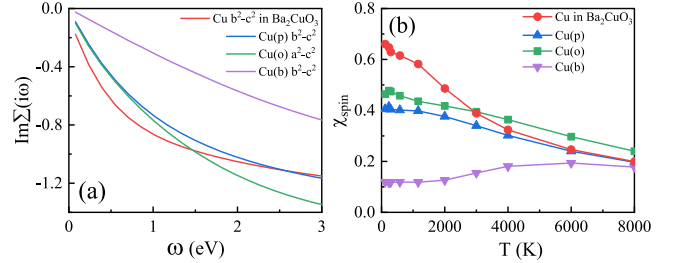 0.0
-0.4
-0.8
-1.2
ImΣ(iω)
Cu b²-c² in Ba₂CuO₃
Cu(p) b²-c²
Cu(o) a²-c²
Cu(b) b²-c²
(a)
0 1 2 3
ω (eV)
0.8
0.6
0.4
0.2
0.0
χspin
(b)
Cu in Ba₂CuO₃
Cu(p)
Cu(o)
Cu(b)
0 2000 4000 6000 8000
T (K)